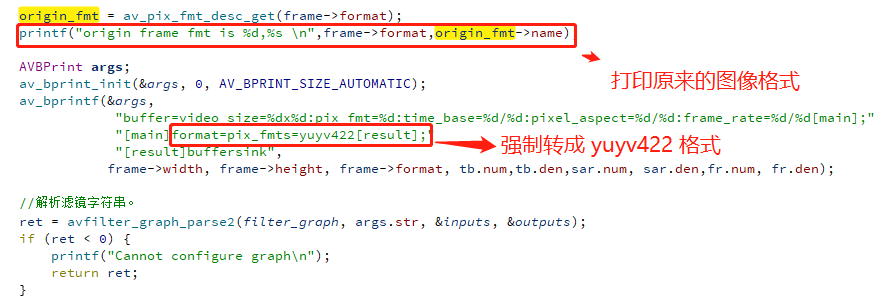 origin_fmt = av_pix_fmt_desc_get(frame->format);
printf("origin frame fmt is %d,%s \n",frame->format,origin_fmt->name)
打印原来的图像格式
AVBPrint args;
av_bprint_init(&args, 0, AV_BPRINT_SIZE_AUTOMATIC);
av_bprintf(&args,
"buffer=video_size=%dx%d:pix_fmt=%d:time_base=%d/%d:pixel_aspect=%d/%d:frame_rate=%d/%d[main];"
"[main]format=pix_fmts=yuyv422[result];"
强制转成 yuyv422 格式
"[result]buffersink",
frame->width, frame->height, frame->format, tb.num,tb.den,sar.num, sar.den,fr.num, fr.den);
//解析滤镜字符串。
ret = avfilter_graph_parse2(filter_graph, args.str, &inputs, &outputs);
if (ret < 0) {
printf("Cannot configure graph\n");
return ret;
}